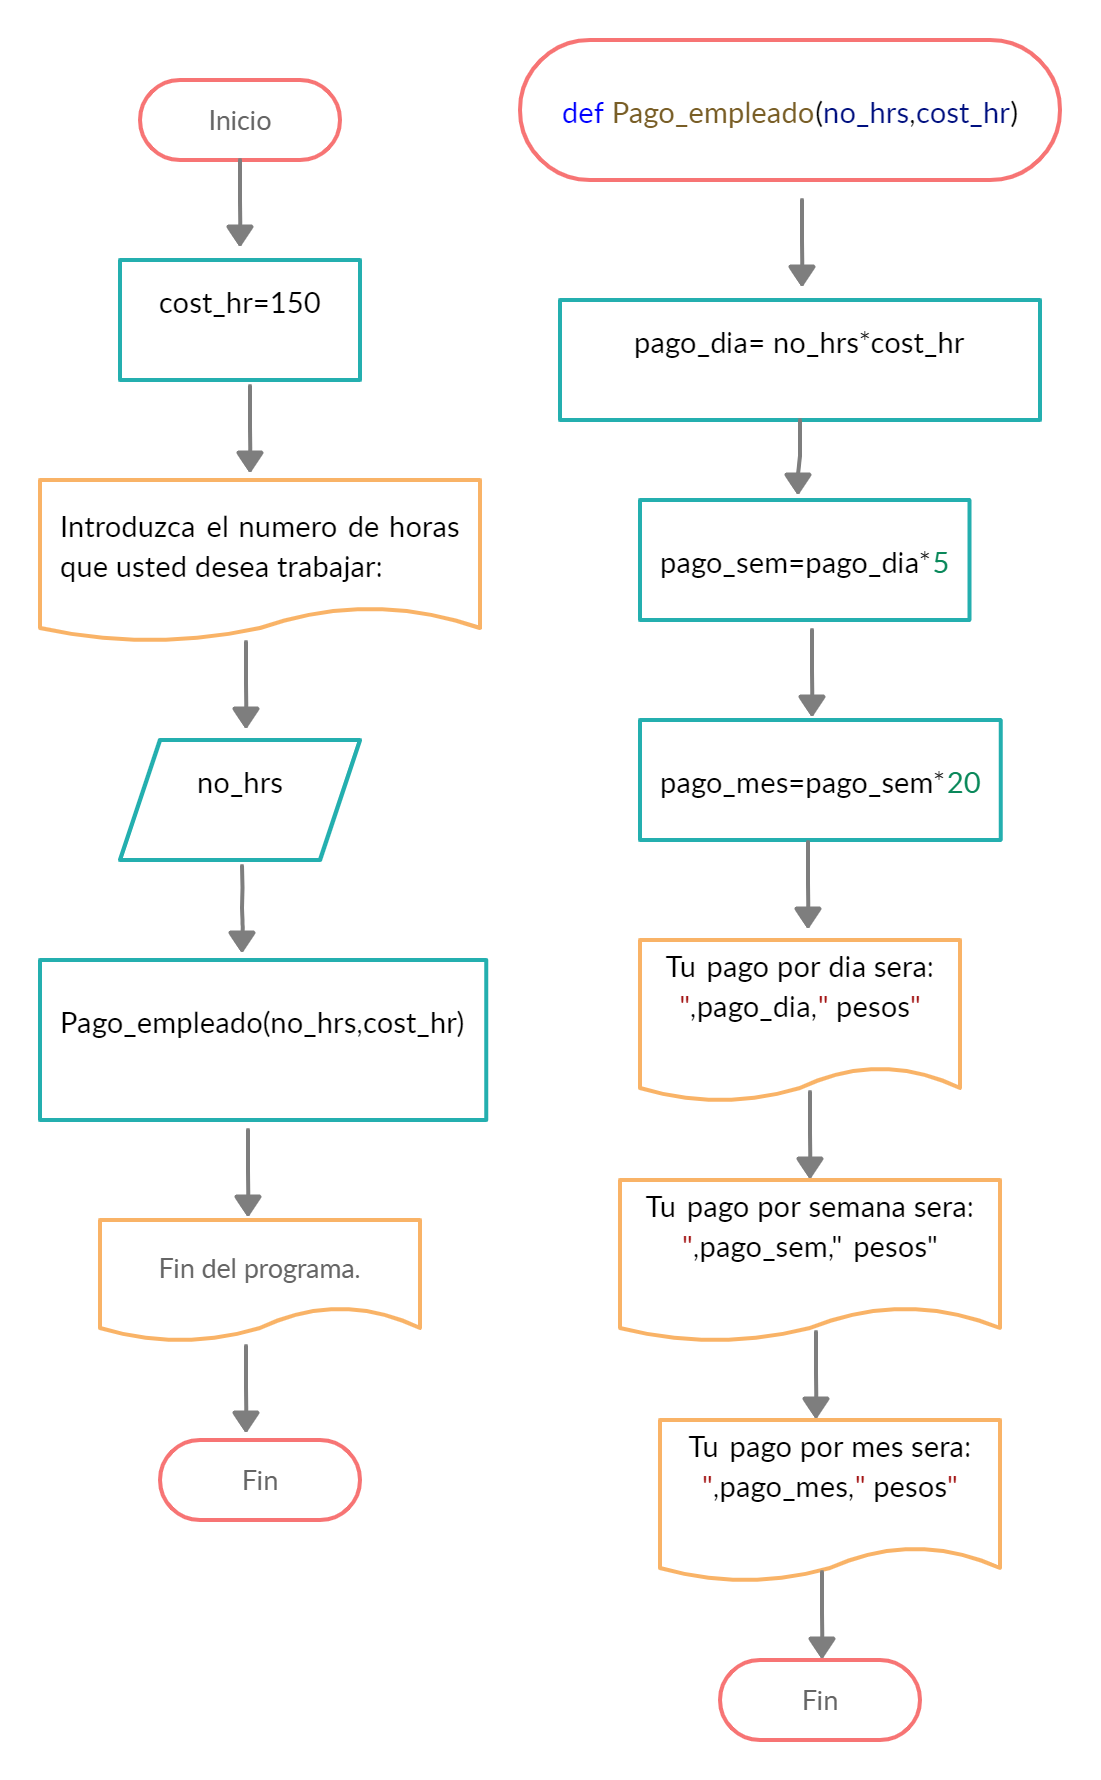 Inicio
cost_hr=150
Introduzca el numero de horas
que usted desea trabajar:
no_hrs
Pago_empleado(no_hrs,cost_hr)
Fin del programa.
Fin
def Pago_empleado(no_hrs,cost_hr)
pago_dia= no_hrs*cost_hr
pago_sem=pago_dia*5
pago_mes=pago_sem*20
Tu pago por dia sera:
",pago_dia," pesos"
Tu pago por semana sera:
",pago_sem," pesos"
Tu pago por mes sera:
",pago_mes," pesos"
Fin